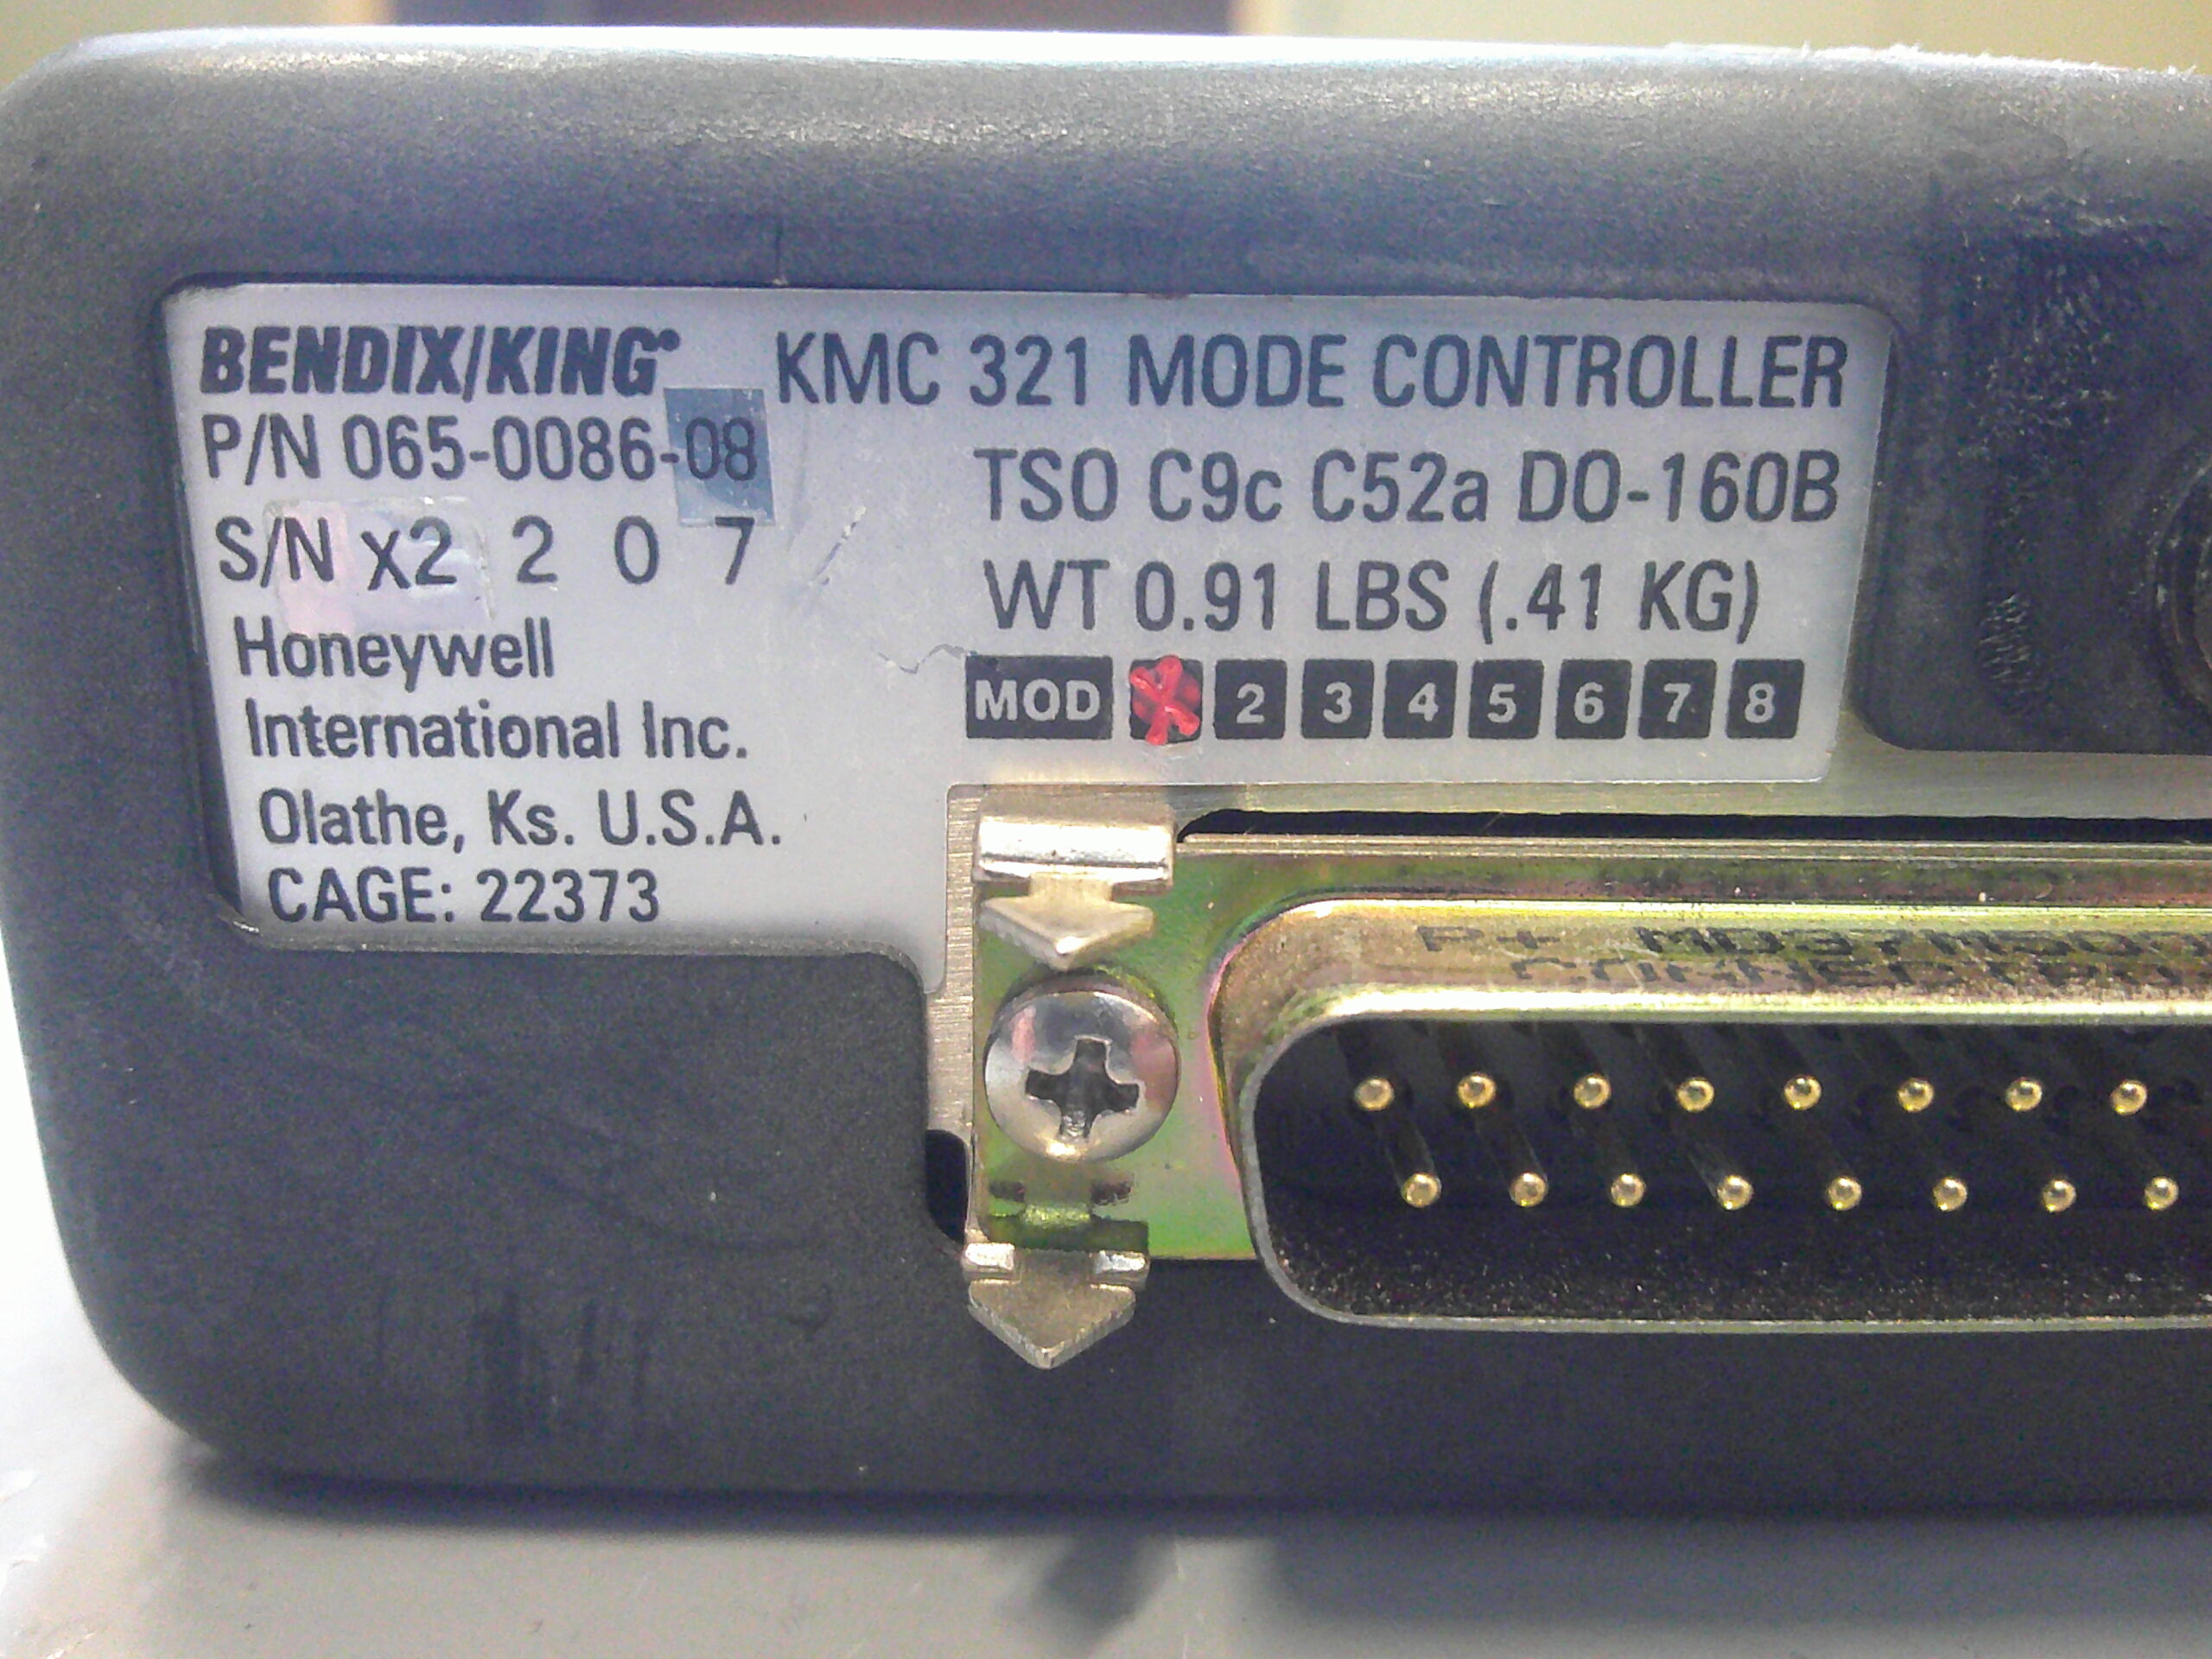 BENDIX/KING® KMC 321 MODE CONTROLLER
P/N 065-0086-08
TSO C9c C52a DO-160B
S/N X2 2 0 7
WT 0.91 LBS (.41 KG)
Honeywell
MOD 2 3 4 5 6 7 8
International Inc.
Olathe, Ks. U.S.A.
CAGE: 22373